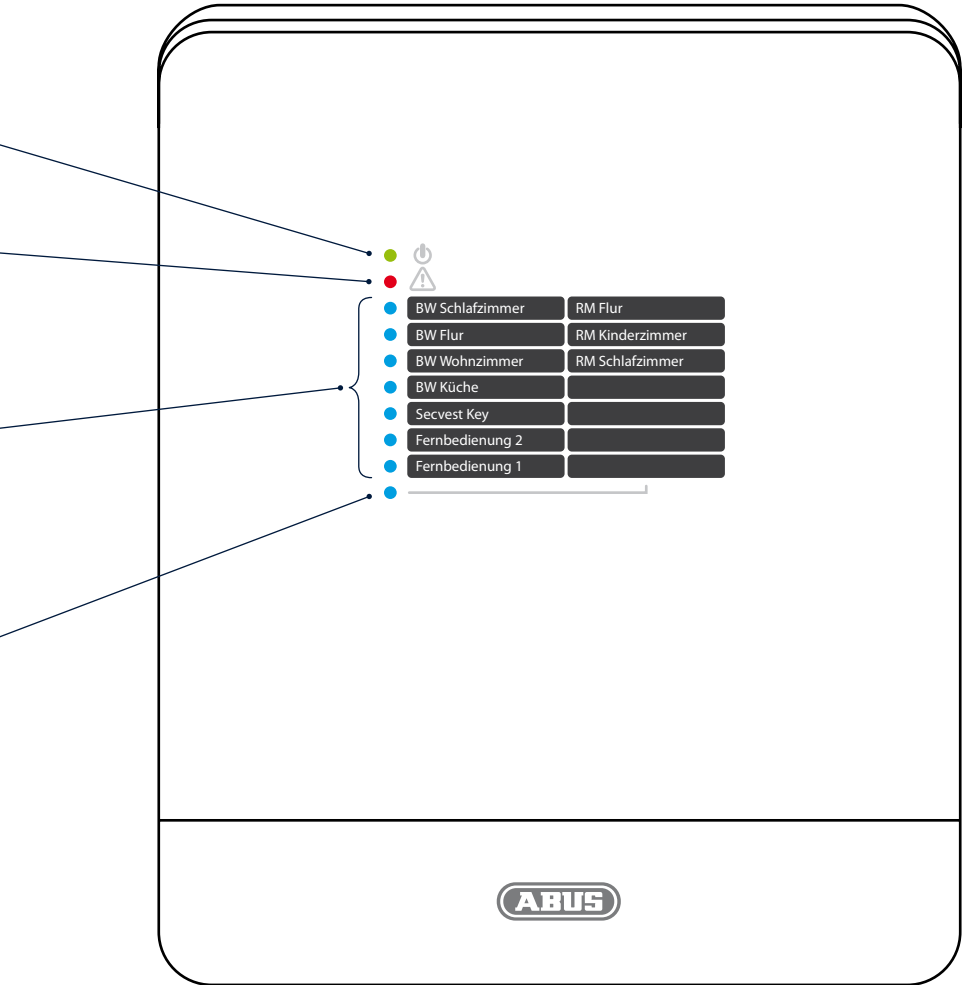 BW Schlafzimmer RM Flur
BW Flur RM Kinderzimmer
BW Wohnzimmer RM Schlafzimmer
BW Küche
Secvest Key
Fernbedienung 2
Fernbedienung 1
ABUS